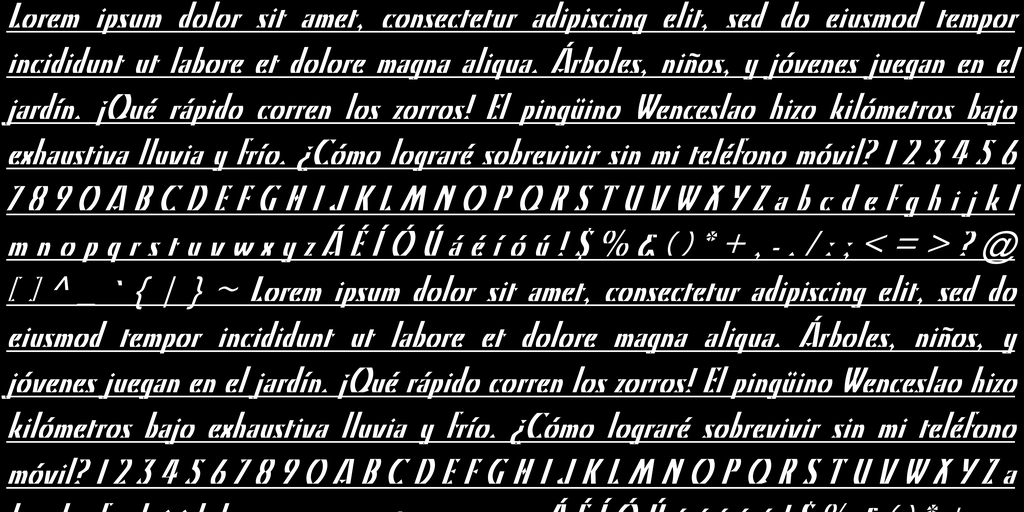 Lorem ipsum dolor sit amet, consectetur adipiscing elit, sed do eiusmod tempor
incididunt ut labore et dolore magna aliqua. Árboles, niños, y jóvenes juegan en el
jardín. ¡Qué rápido corren los zorros! El pingüino Wenceslao hizo kilómetros bajo
exhaustiva lluvia y frío. ¿Cómo lograré sobrevivir sin mi teléfono móvil? 1 2 3 4 5 6
7 8 9 0 A B C D E F G H I J K L M N O P Q R S T U V W X Y Z a b c d e f g h i j k l
m n o p q r s t u v w x y z Á É Í Ó Ú á é í ó ú ! $ % & ( ) * + , - . / : ; < = > ? @
[ ] ^ _ ` { | } ~ Lorem ipsum dolor sit amet, consectetur adipiscing elit, sed do
eiusmod tempor incididunt ut labore et dolore magna aliqua. Árboles, niños, y
jóvenes juegan en el jardín. ¡Qué rápido corren los zorros! El pingüino Wenceslao hizo
kilómetros bajo exhaustiva lluvia y frío. ¿Cómo lograré sobrevivir sin mi teléfono
móvil? 1 2 3 4 5 6 7 8 9 0 A B C D E F G H I J K L M N O P Q R S T U V W X Y Z a